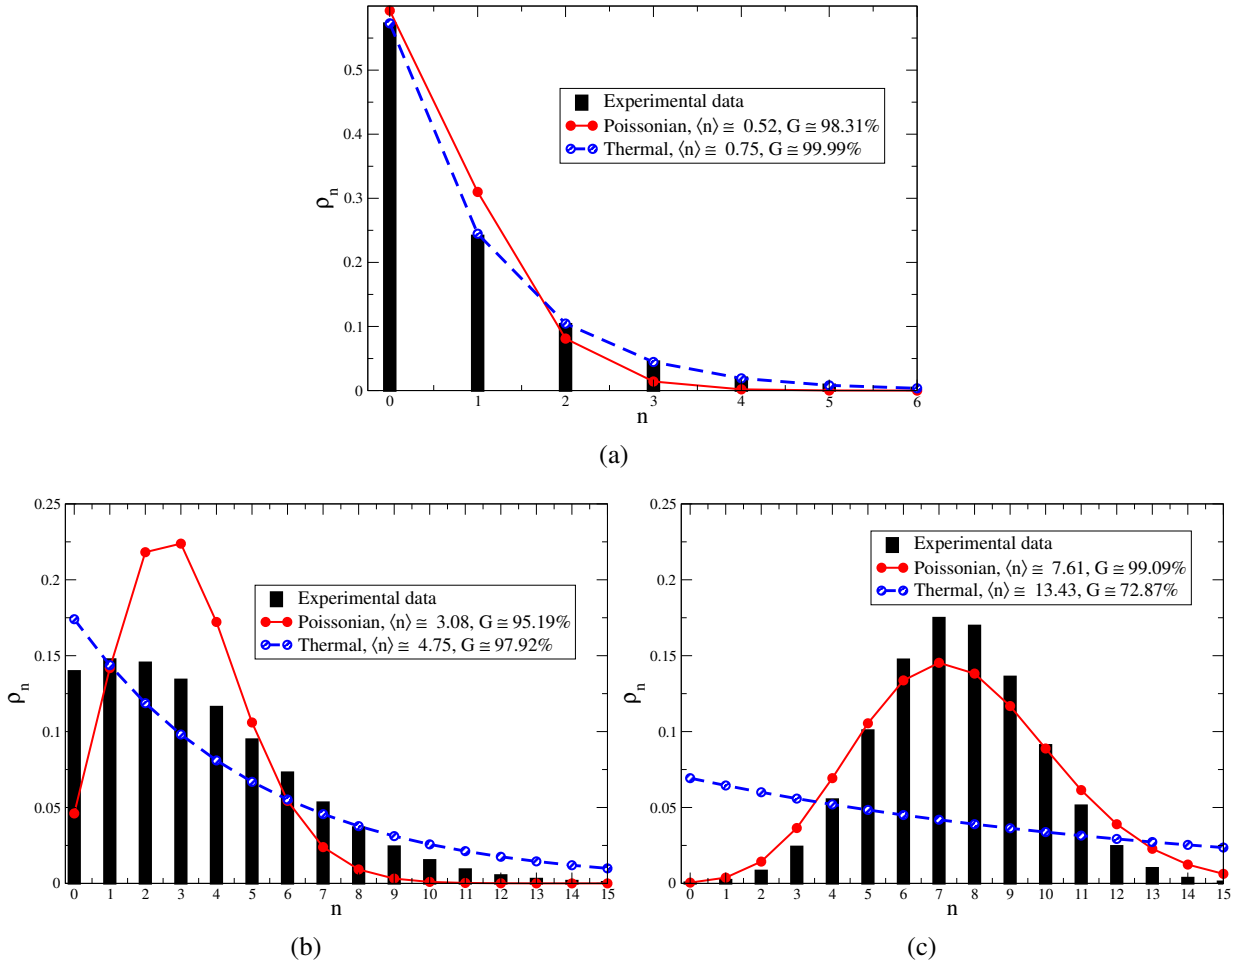 0.5
0.4
0.3
0.2
0.1
0
ρn
Experimental data
Poissonian, ⟨n⟩ ≅ 0.52, G ≅ 98.31%
Thermal, ⟨n⟩ ≅ 0.75, G ≅ 99.99%
0 1 2 3 4 5 6
n
(a)
0.25
0.2
0.15
0.1
0.05
0
ρn
Experimental data
Poissonian, ⟨n⟩ ≅ 3.08, G ≅ 95.19%
Thermal, ⟨n⟩ ≅ 4.75, G ≅ 97.92%
0 1 2 3 4 5 6 7 8 9 10 11 12 13 14 15
n
(b)
0.25
0.2
0.15
0.1
0.05
0
ρn
Experimental data
Poissonian, ⟨n⟩ ≅ 7.61, G ≅ 99.09%
Thermal, ⟨n⟩ ≅ 13.43, G ≅ 72.87%
0 1 2 3 4 5 6 7 8 9 10 11 12 13 14 15
n
(c)